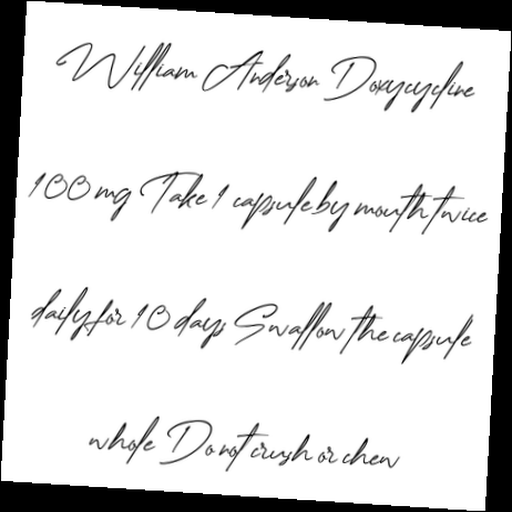 William Anderson Doxycycline
100 mg Take 1 capsule by mouth twice
daily for 10 days Swallow the capsule
whole Do not crush or chew